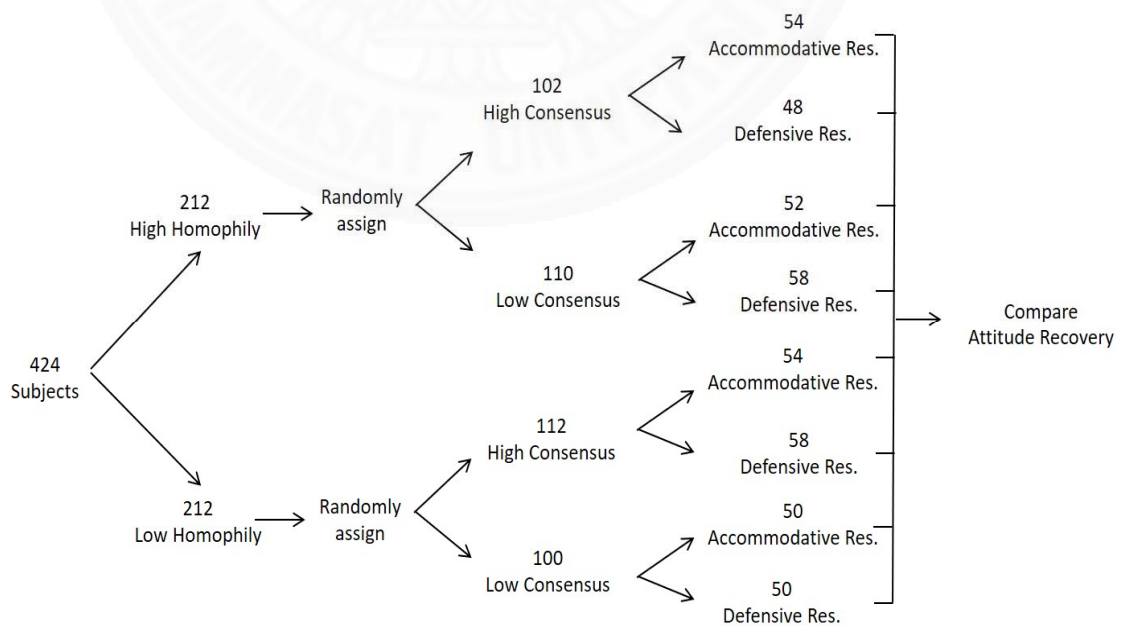 424
Subjects
212
High Homophily
Randomly
assign
102
High Consensus
54
Accommodative Res.
48
Defensive Res.
110
Low Consensus
52
Accommodative Res.
58
Defensive Res.
212
Low Homophily
Randomly
assign
112
High Consensus
54
Accommodative Res.
58
Defensive Res.
100
Low Consensus
50
Accommodative Res.
50
Defensive Res.
Compare
Attitude Recovery